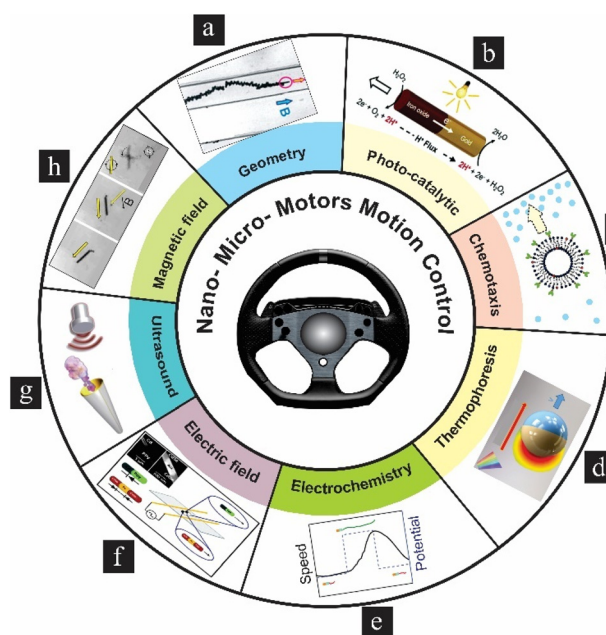 a
b
h
g
f
e
d
Nano- Micro- Motors Motion Control
Geometry
Photo-catalytic
Chemotaxis
Thermophoresis
Electrochemistry
Electric field
Ultrasound
Magnetic field
B
H₂O₂
Iron oxide
Gold
2H₂O
2e + O₂ + 2H⁺
H⁺ Flux
2H⁺ + 2e + H₂O₂
B
Speed
Potential